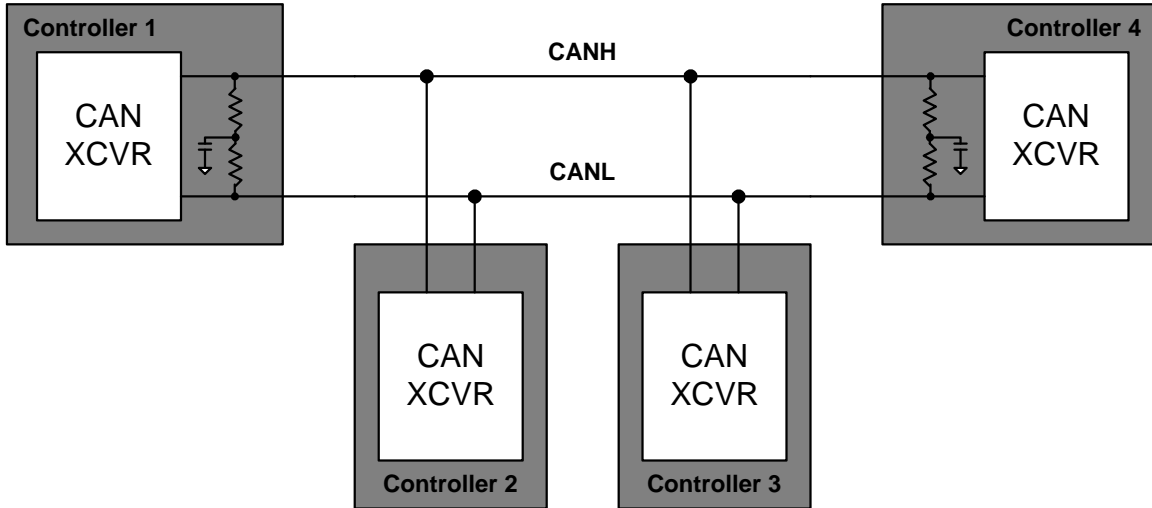 Controller 1
CAN
XCVR
CANH
CANL
Controller 4
CAN
XCVR
CAN
XCVR
Controller 2
CAN
XCVR
Controller 3